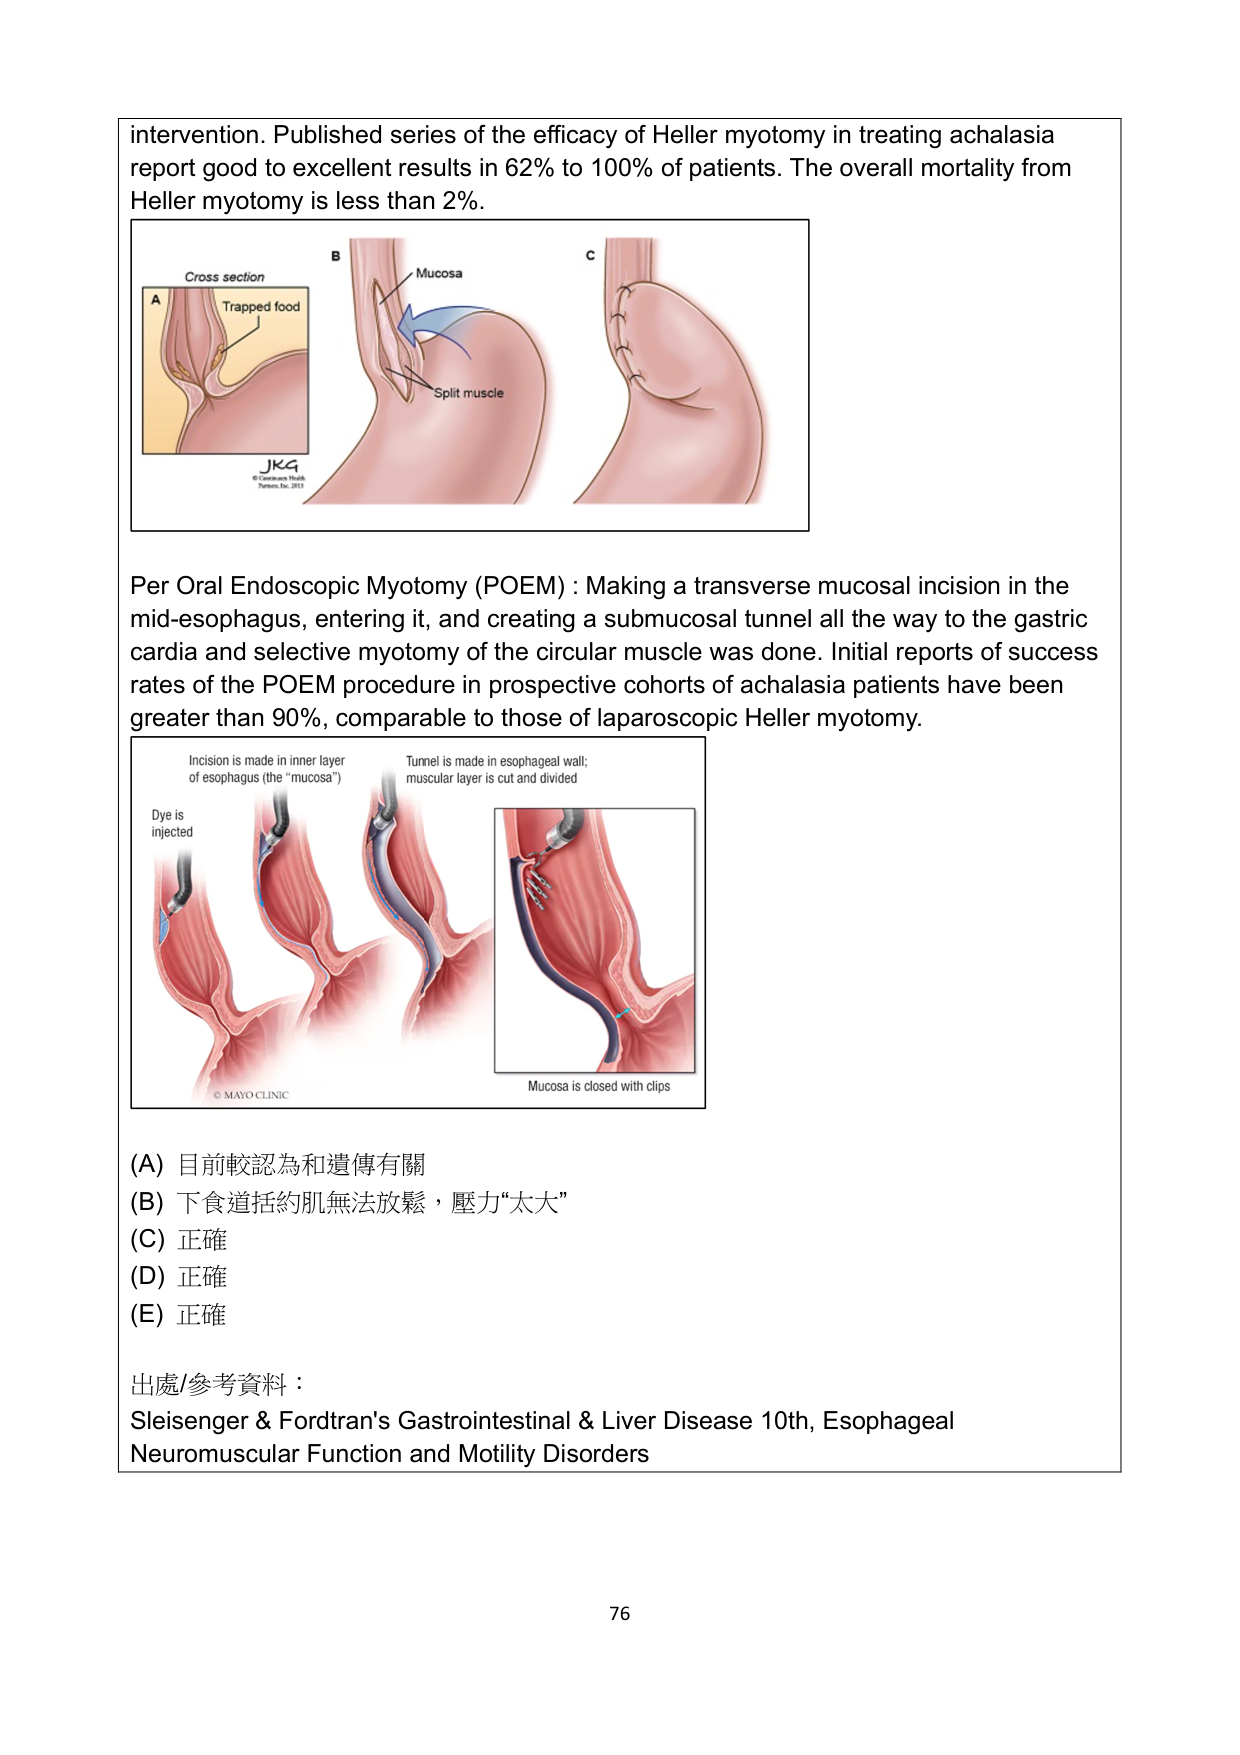 intervention. Published series of the efficacy of Heller myotomy in treating achalasia
report good to excellent results in 62% to 100% of patients. The overall mortality from
Heller myotomy is less than 2%.
Cross section
A
Trapped food
B
Mucosa
Split muscle
C
JKG
© Continuum Health
Partners, Inc. 2013
Per Oral Endoscopic Myotomy (POEM) : Making a transverse mucosal incision in the
mid-esophagus, entering it, and creating a submucosal tunnel all the way to the gastric
cardia and selective myotomy of the circular muscle was done. Initial reports of success
rates of the POEM procedure in prospective cohorts of achalasia patients have been
greater than 90%, comparable to those of laparoscopic Heller myotomy.
Incision is made in inner layer
of esophagus (the “mucosa”)
Tunnel is made in esophageal wall;
muscular layer is cut and divided
Dye is
injected
Mucosa is closed with clips
© MAYO CLINIC
(A) 目前較認為和遺傳有關
(B) 下食道括約肌無法放鬆，壓力“太大”
(C) 正確
(D) 正確
(E) 正確
出處/參考資料：
Sleisenger & Fordtran's Gastrointestinal & Liver Disease 10th, Esophageal
Neuromuscular Function and Motility Disorders
76